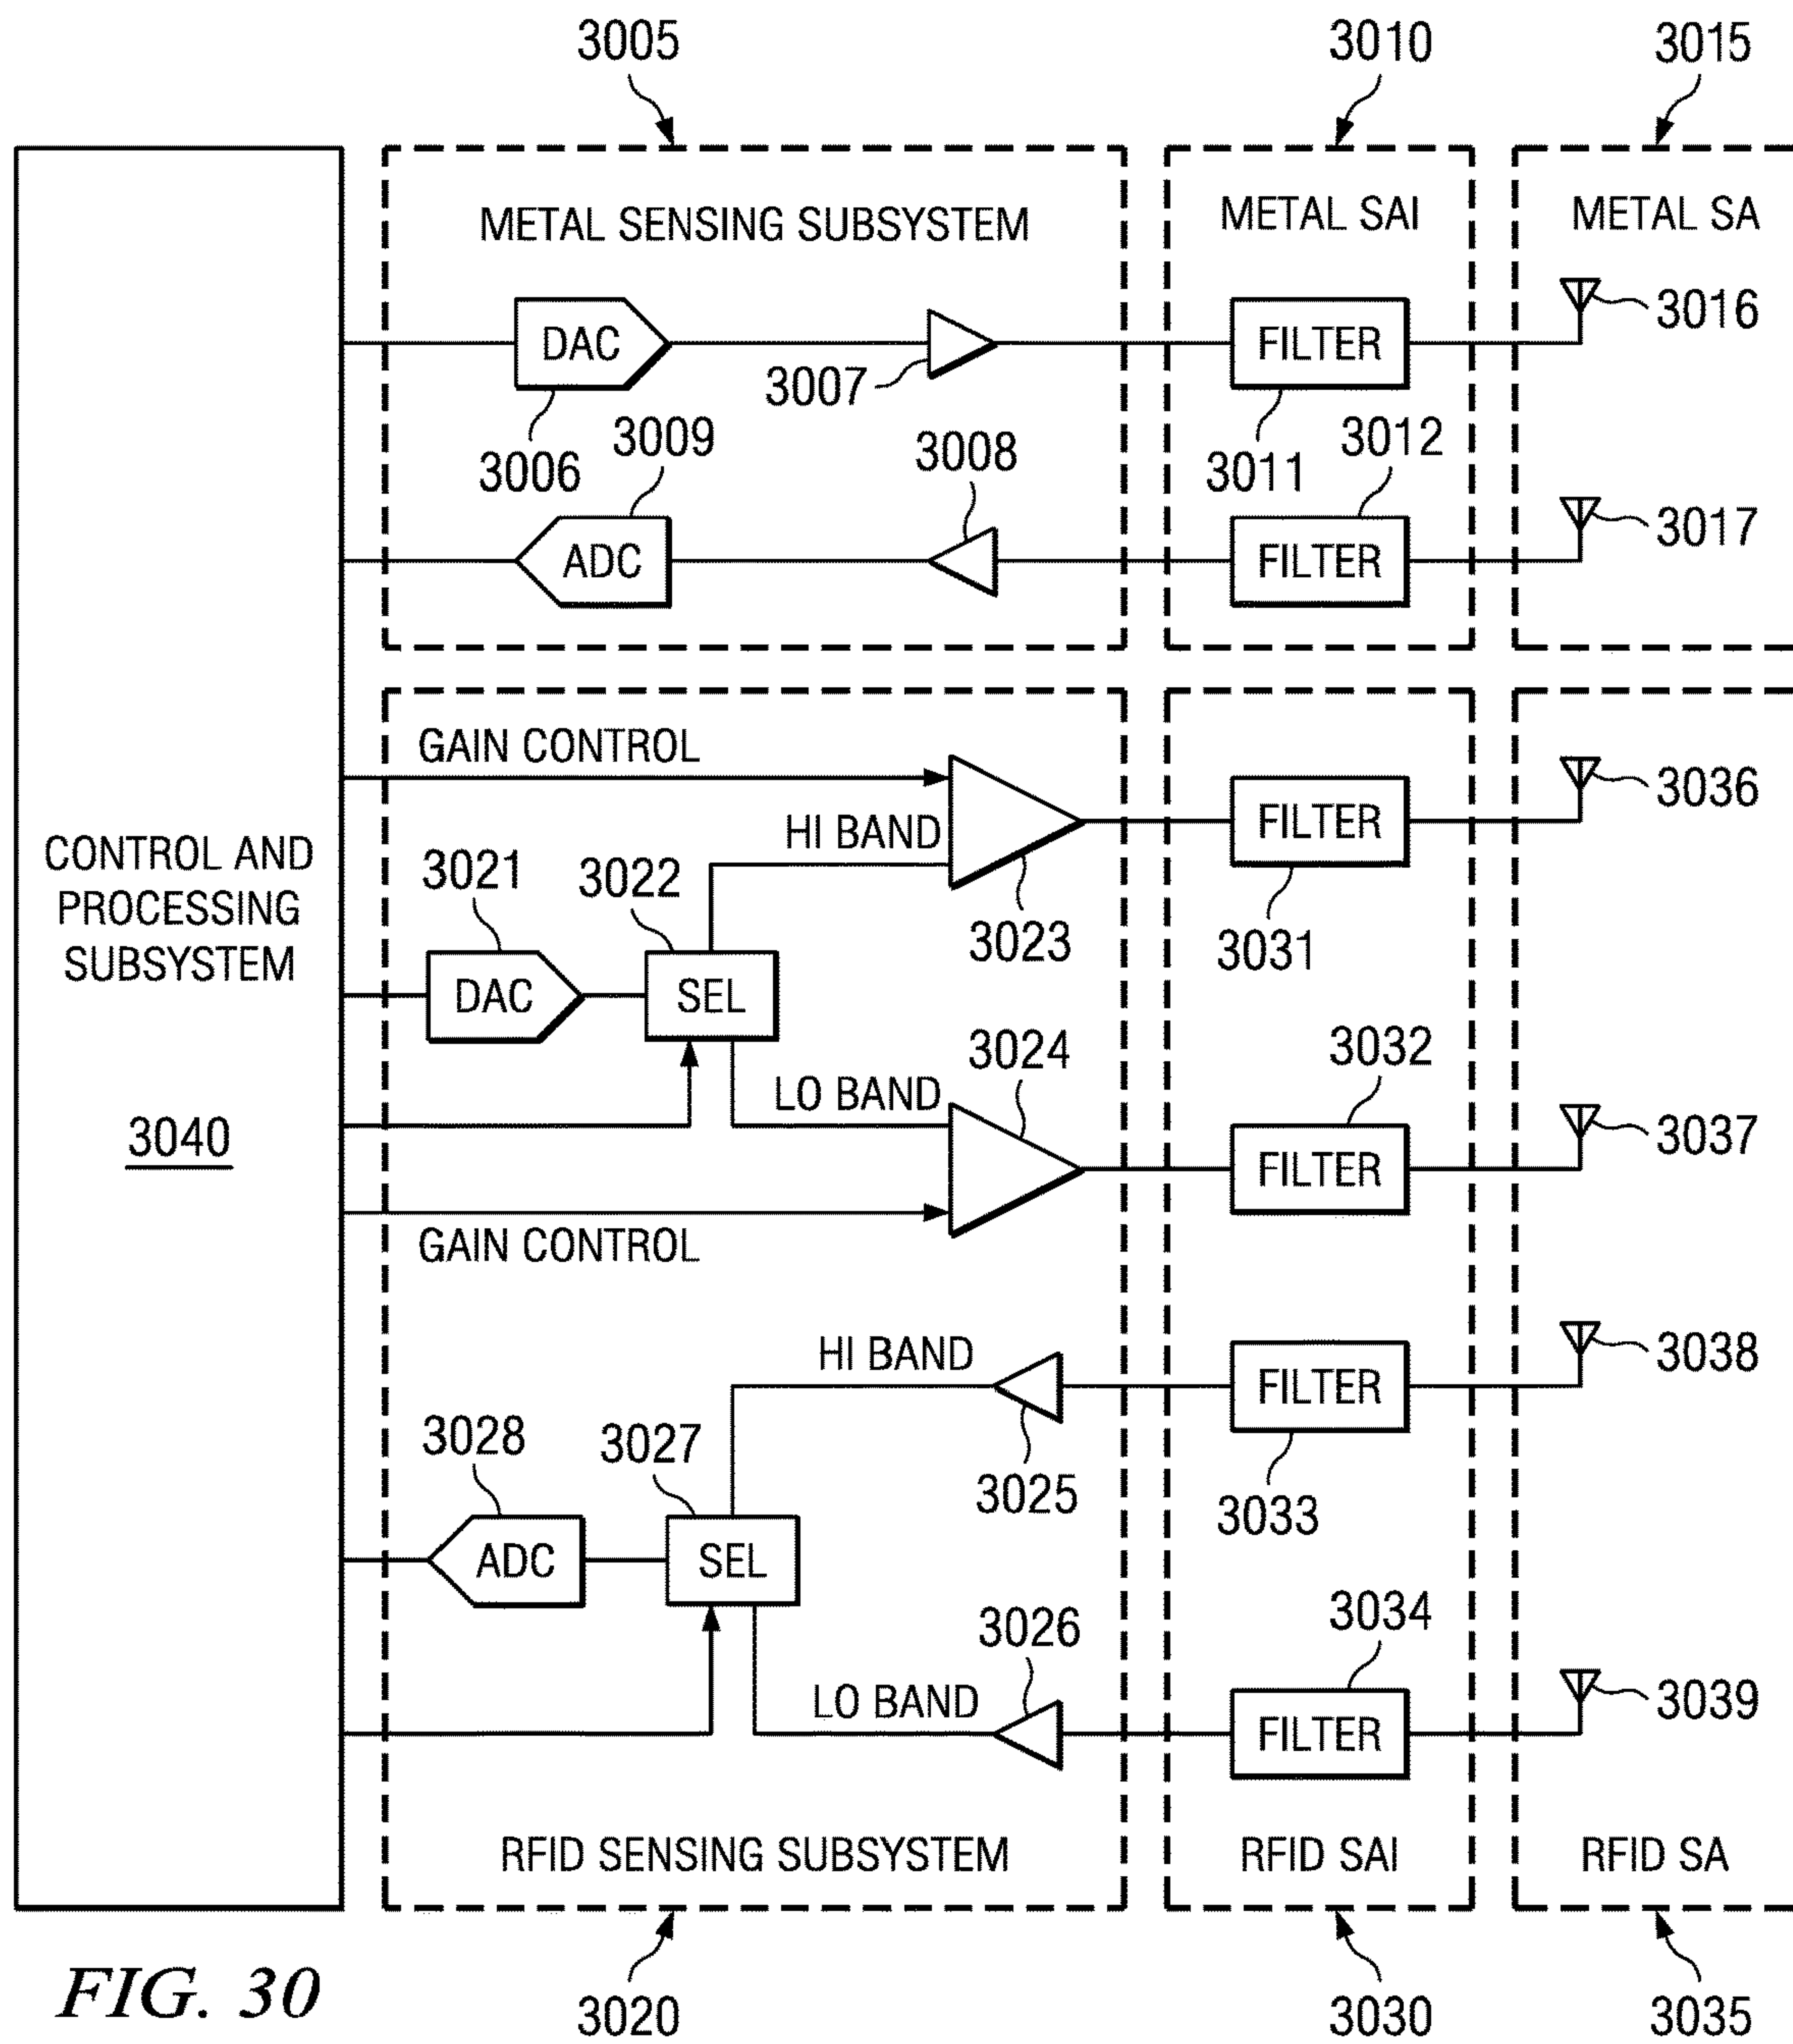 3005
3010
3015
METAL SENSING SUBSYSTEM
METAL SAI
METAL SA
DAC
3006
3007
FILTER
3011
3016
3009
ADC
3008
3012
FILTER
3017
CONTROL AND
PROCESSING
SUBSYSTEM
3040
GAIN CONTROL
HI BAND
3023
FILTER
3031
3036
3021
DAC
3022
SEL
LO BAND
3024
GAIN CONTROL
3032
FILTER
3037
HI BAND
3025
FILTER
3033
3038
3028
ADC
3027
SEL
LO BAND
3026
3034
FILTER
3039
RFID SENSING SUBSYSTEM
RFID SAI
RFID SA
3020
3030
3035
FIG. 30